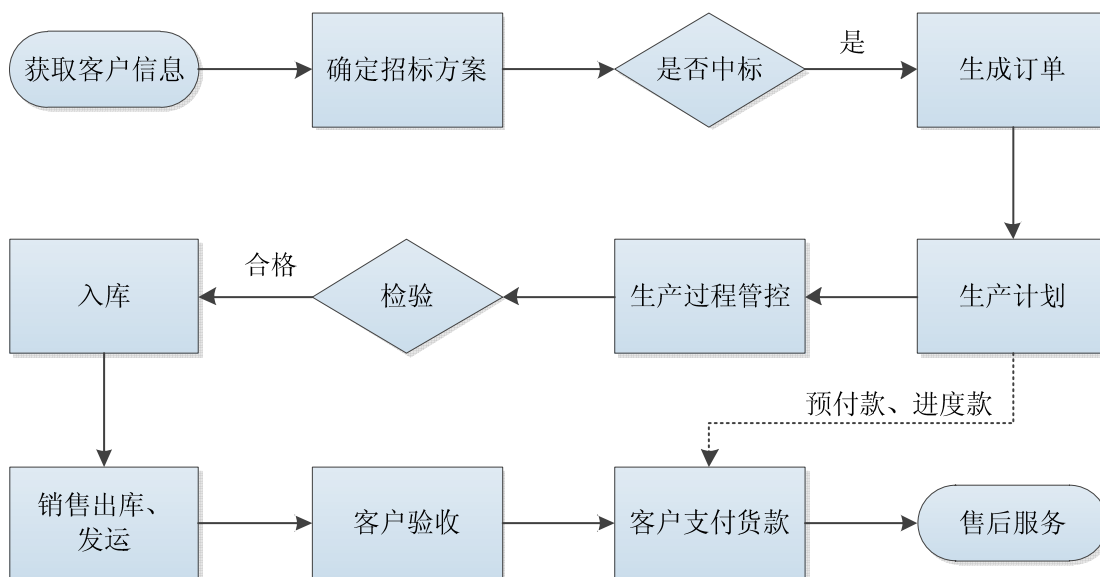 获取客户信息
确定招标方案
是否中标
是
生成订单
入库
合格
检验
生产过程管控
生产计划
预付款、进度款
销售出库、
发运
客户验收
客户支付货款
售后服务